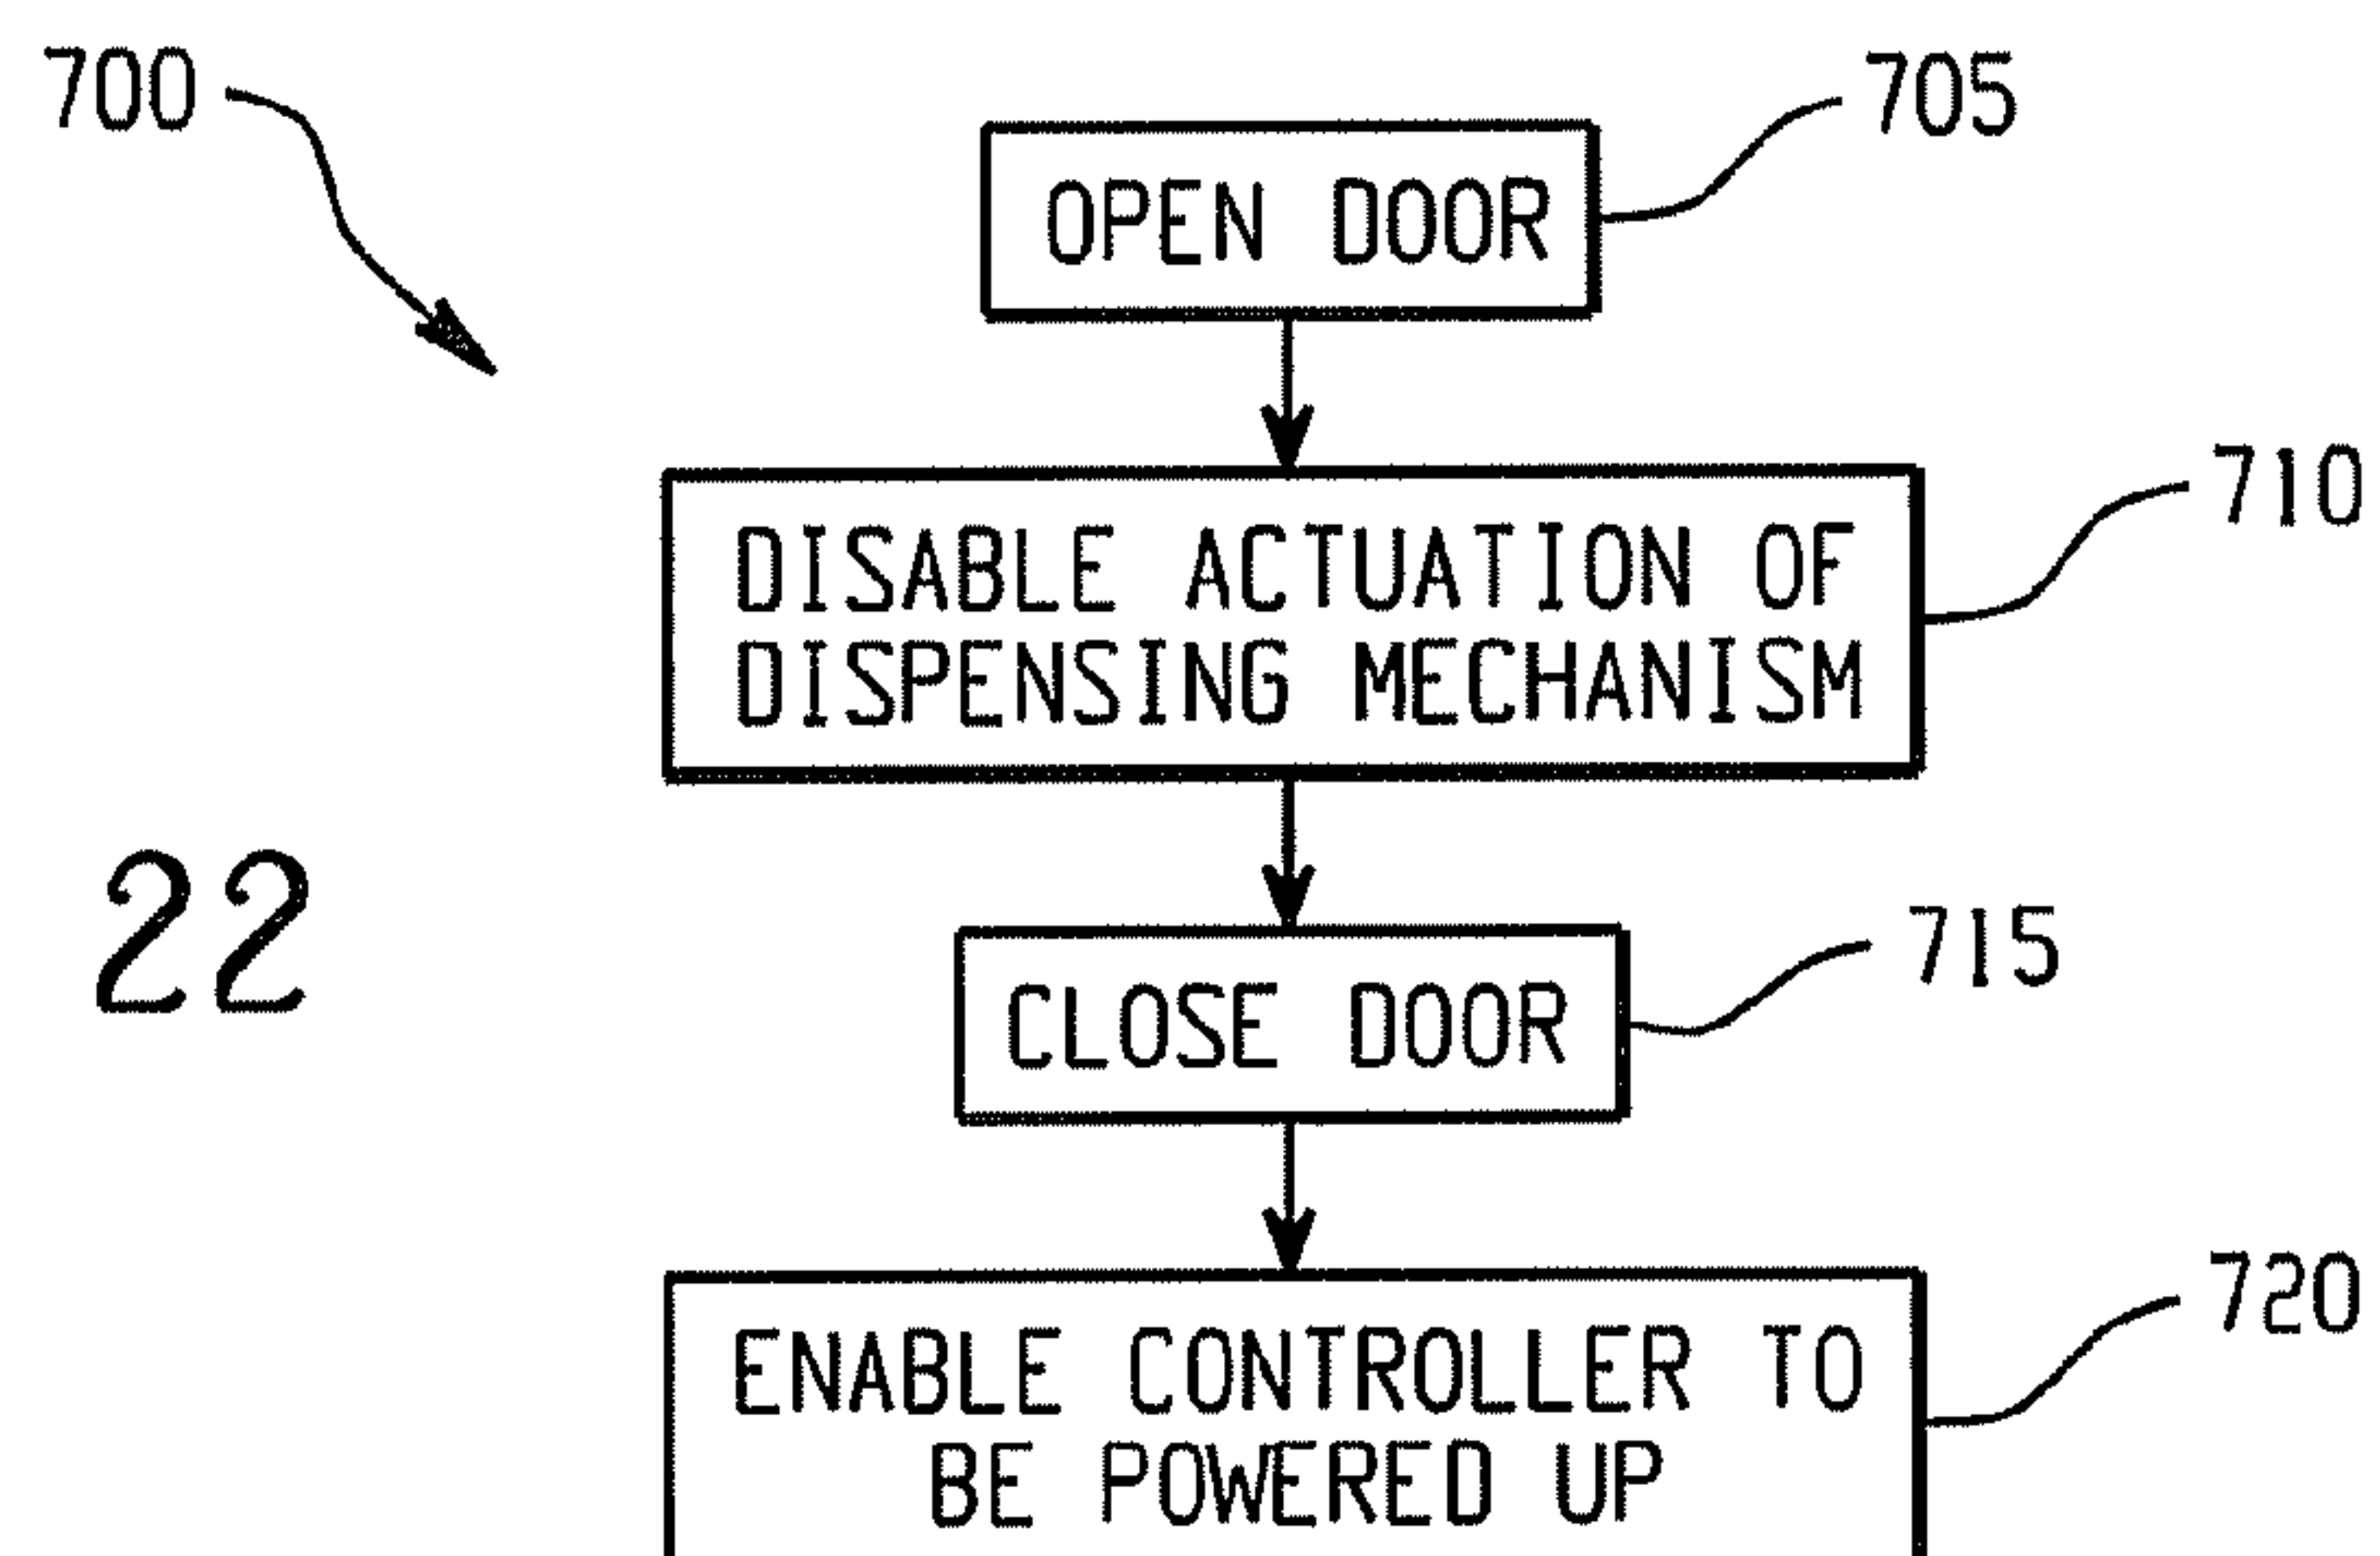 700
705
OPEN DOOR
710
DISABLE ACTUATION OF
DISPENSING MECHANISM
22
715
CLOSE DOOR
720
ENABLE CONTROLLER TO
BE POWERED UP